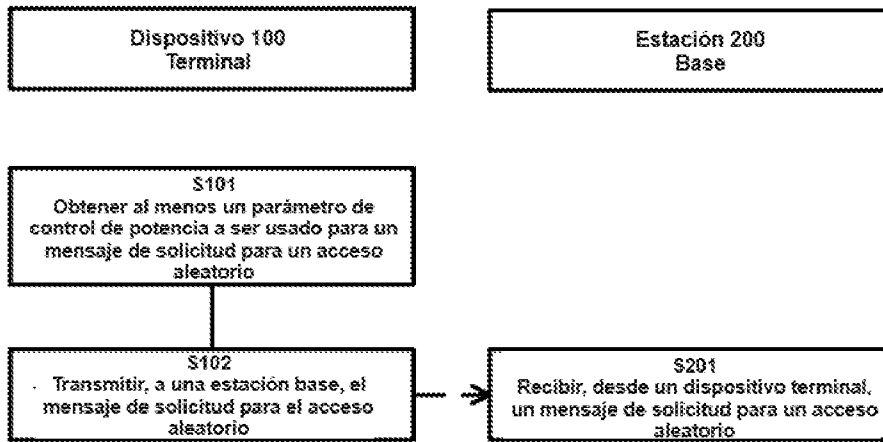 Dispositivo 100
Terminal
Estación 200
Base
S101
Obtener al menos un parámetro de
control de potencia a ser usado para un
mensaje de solicitud para un acceso
aleatorio
S102
Transmitir, a una estación base, el
mensaje de solicitud para el acceso
aleatorio
S201
Recibir, desde un dispositivo terminal,
un mensaje de solicitud para un acceso
aleatorio